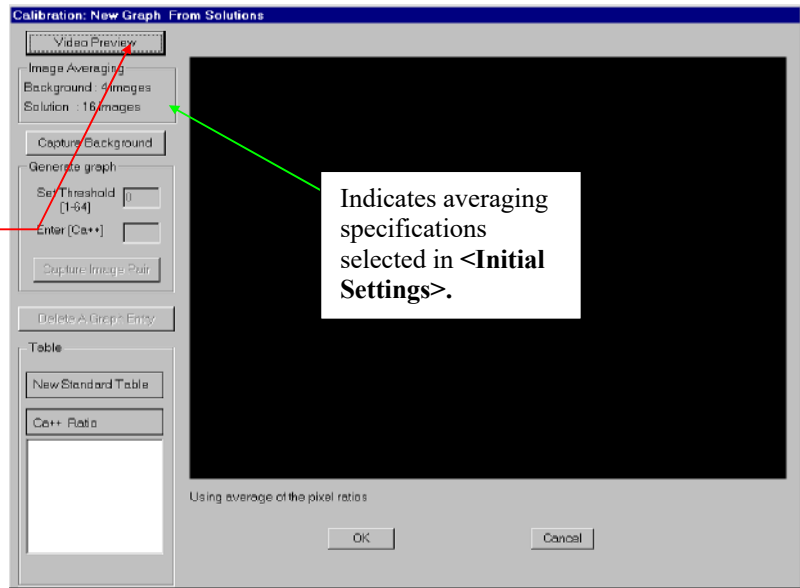 Calibration: New Graph From Solutions
Video Preview
Image Averaging
Background : 4 images
Solution : 16 images
Capture Background
Generate graph
Set Threshold
[1-64]
0
Enter [Ca++]
Capture Image Pair
Delete A Graph Entry
Table
New Standard Table
Ca++ Ratio
Indicates averaging
specifications
selected in <Initial
Settings>.
Using average of the pixel ratios
OK
Cancel